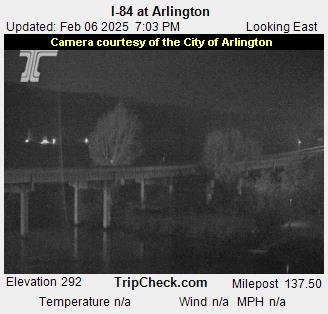 I-84 at Arlington
Updated: Feb 06 2025 7:03 PM Looking East
Camera courtesy of the City of Arlington
Elevation 292 TripCheck.com Milepost 137.50
Temperature n/a Wind n/a MPH n/a